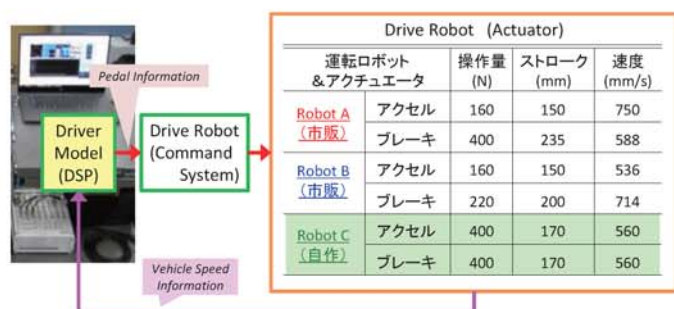 Pedal Information
Driver
Model
(DSP)
Drive Robot
(Command
System)
Vehicle Speed
Information
Drive Robot (Actuator)
運転ロボット
&アクチュエータ
操作量
(N)
ストローク
(mm)
速度
(mm/s)
Robot A
(市販)
アクセル 160 150 750
ブレーキ 400 235 588
Robot B
(市販)
アクセル 160 150 536
ブレーキ 220 200 714
Robot C
(自作)
アクセル 400 170 560
ブレーキ 400 170 560